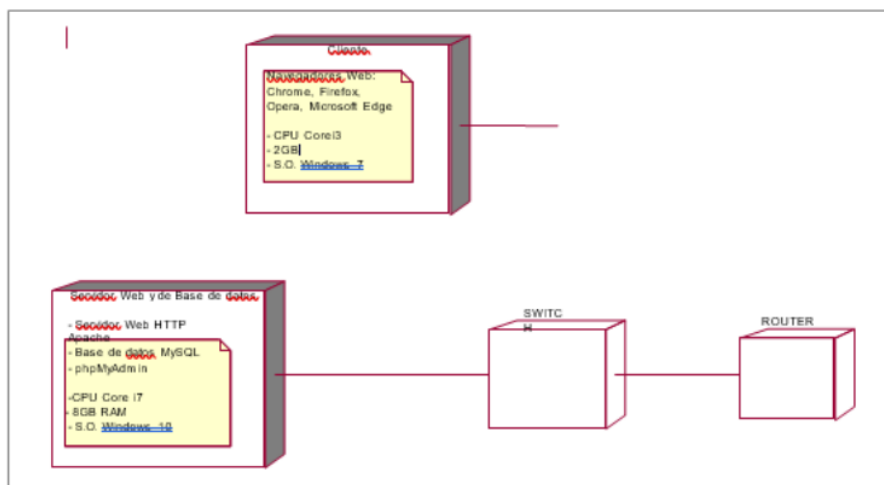 Cliente
Navegadores Web:
Chrome, Firefox,
Opera, Microsoft Edge
- CPU Corei3
- 2GB
- S.O. Windows 7
Servidor Web y de Base de datos
- Servidor Web HTTP
Apache
- Base de datos MySQL
- phpMyAdmin
-CPU Core i7
- 8GB RAM
- S.O. Windows 10
SWITC
H
ROUTER